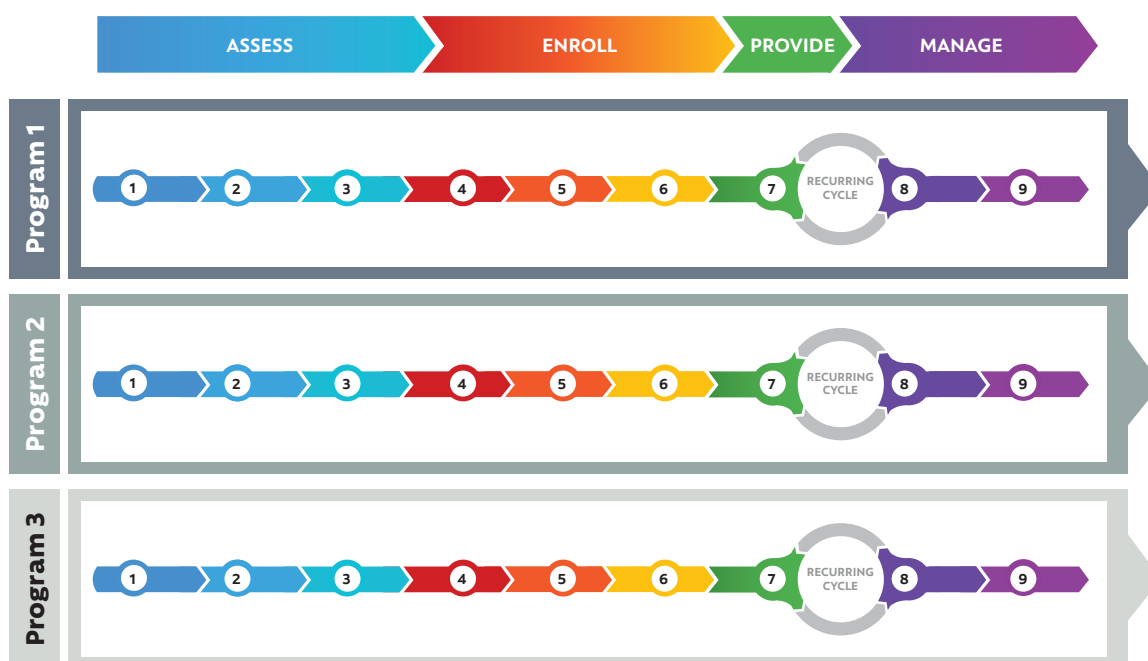 ASSESS
ENROLL
PROVIDE
MANAGE
Program 1
1
2
3
4
5
6
7
RECURRING
CYCLE
8
9
Program 2
1
2
3
4
5
6
7
RECURRING
CYCLE
8
9
Program 3
1
2
3
4
5
6
7
RECURRING
CYCLE
8
9